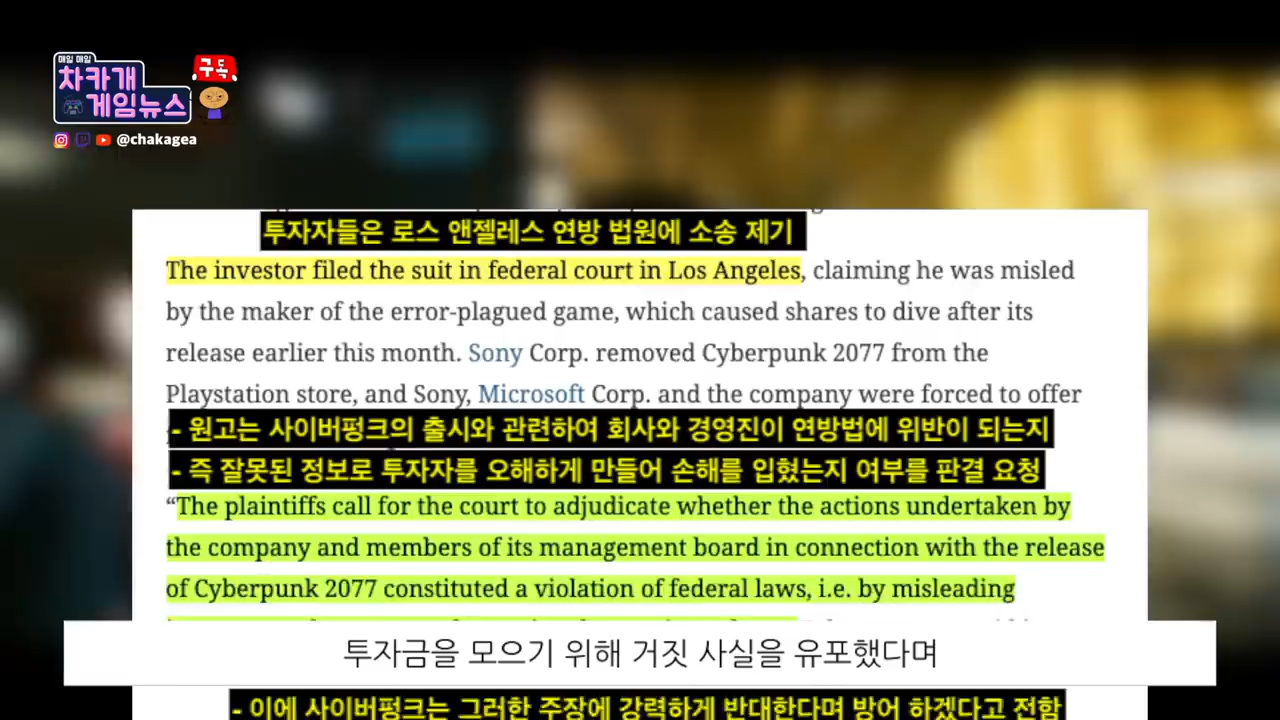 매일 매일
차카개
게임뉴스
구독
@chakagea
투자자들은 로스 앤젤레스 연방 법원에 소송 제기
The investor filed the suit in federal court in Los Angeles, claiming he was misled
by the maker of the error-plagued game, which caused shares to dive after its
release earlier this month. Sony Corp. removed Cyberpunk 2077 from the
Playstation store, and Sony, Microsoft Corp. and the company were forced to offer
- 원고는 사이버펑크의 출시와 관련하여 회사와 경영진이 연방법에 위반이 되는지
- 즉 잘못된 정보로 투자자를 오해하게 만들어 손해를 입혔는지 여부를 판결 요청
“The plaintiffs call for the court to adjudicate whether the actions undertaken by
the company and members of its management board in connection with the release
of Cyberpunk 2077 constituted a violation of federal laws, i.e. by misleading
투자금을 모으기 위해 거짓 사실을 유포했다며
- 이에 사이버펑크는 그러한 주장에 강력하게 반대한다며 방어 하겠다고 전함